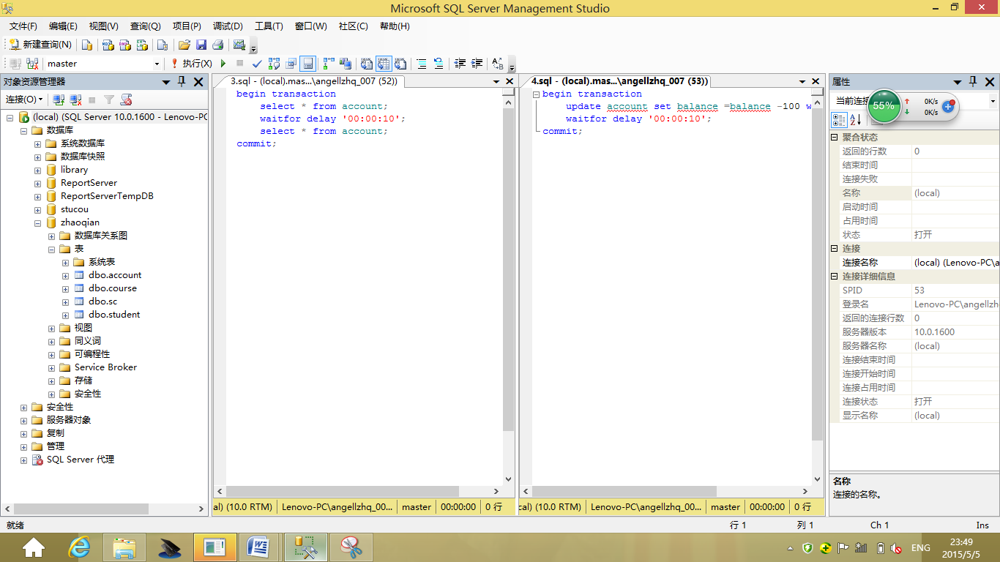 Microsoft SQL Server Management Studio
文件(F) 编辑(E) 视图(V) 查询(Q) 项目(P) 调试(D) 工具(T) 窗口(W) 社区(C) 帮助(H)
新建查询(N)
master 执行(X)
对象资源管理器
连接(O)
(local) (SQL Server 10.0.1600 - Lenovo-PC
数据库
系统数据库
数据库快照
library
ReportServer
ReportServerTempDB
stucou
zhaoqian
数据库关系图
表
系统表
dbo.account
dbo.course
dbo.sc
dbo.student
视图
同义词
可编程性
Service Broker
存储
安全性
安全性
服务器对象
复制
管理
SQL Server 代理
3.sql - (local).mas...\angellzhq_007 (52))
begin transaction
select * from account;
waitfor delay '00:00:10';
select * from account;
commit;
al) (10.0 RTM) Lenovo-PC\angellzhq_00... master 00:00:00 0 行
4.sql - (local).mas...\angellzhq_007 (53))
begin transaction
update account set balance =balance -100 w
waitfor delay '00:00:10';
commit;
cal) (10.0 RTM) Lenovo-PC\angellzhq_00... master 00:00:00 0 行
属性
当前连接
55%
0K/s
0K/s
聚合状态
返回的行数 0
结束时间
连接失败
名称 (local)
启动时间
占用时间
状态 打开
连接
连接名称 (local) (Lenovo-PC\a
连接详细信息
SPID 53
登录名 Lenovo-PC\angellzh
返回的连接行数 0
服务器版本 10.0.1600
服务器名称 (local)
连接结束时间
连接开始时间
连接占用时间
连接状态 打开
显示名称 (local)
名称
连接的名称。
就绪 行 1 列 1 Ch 1 Ins
ENG
23:49
2015/5/5